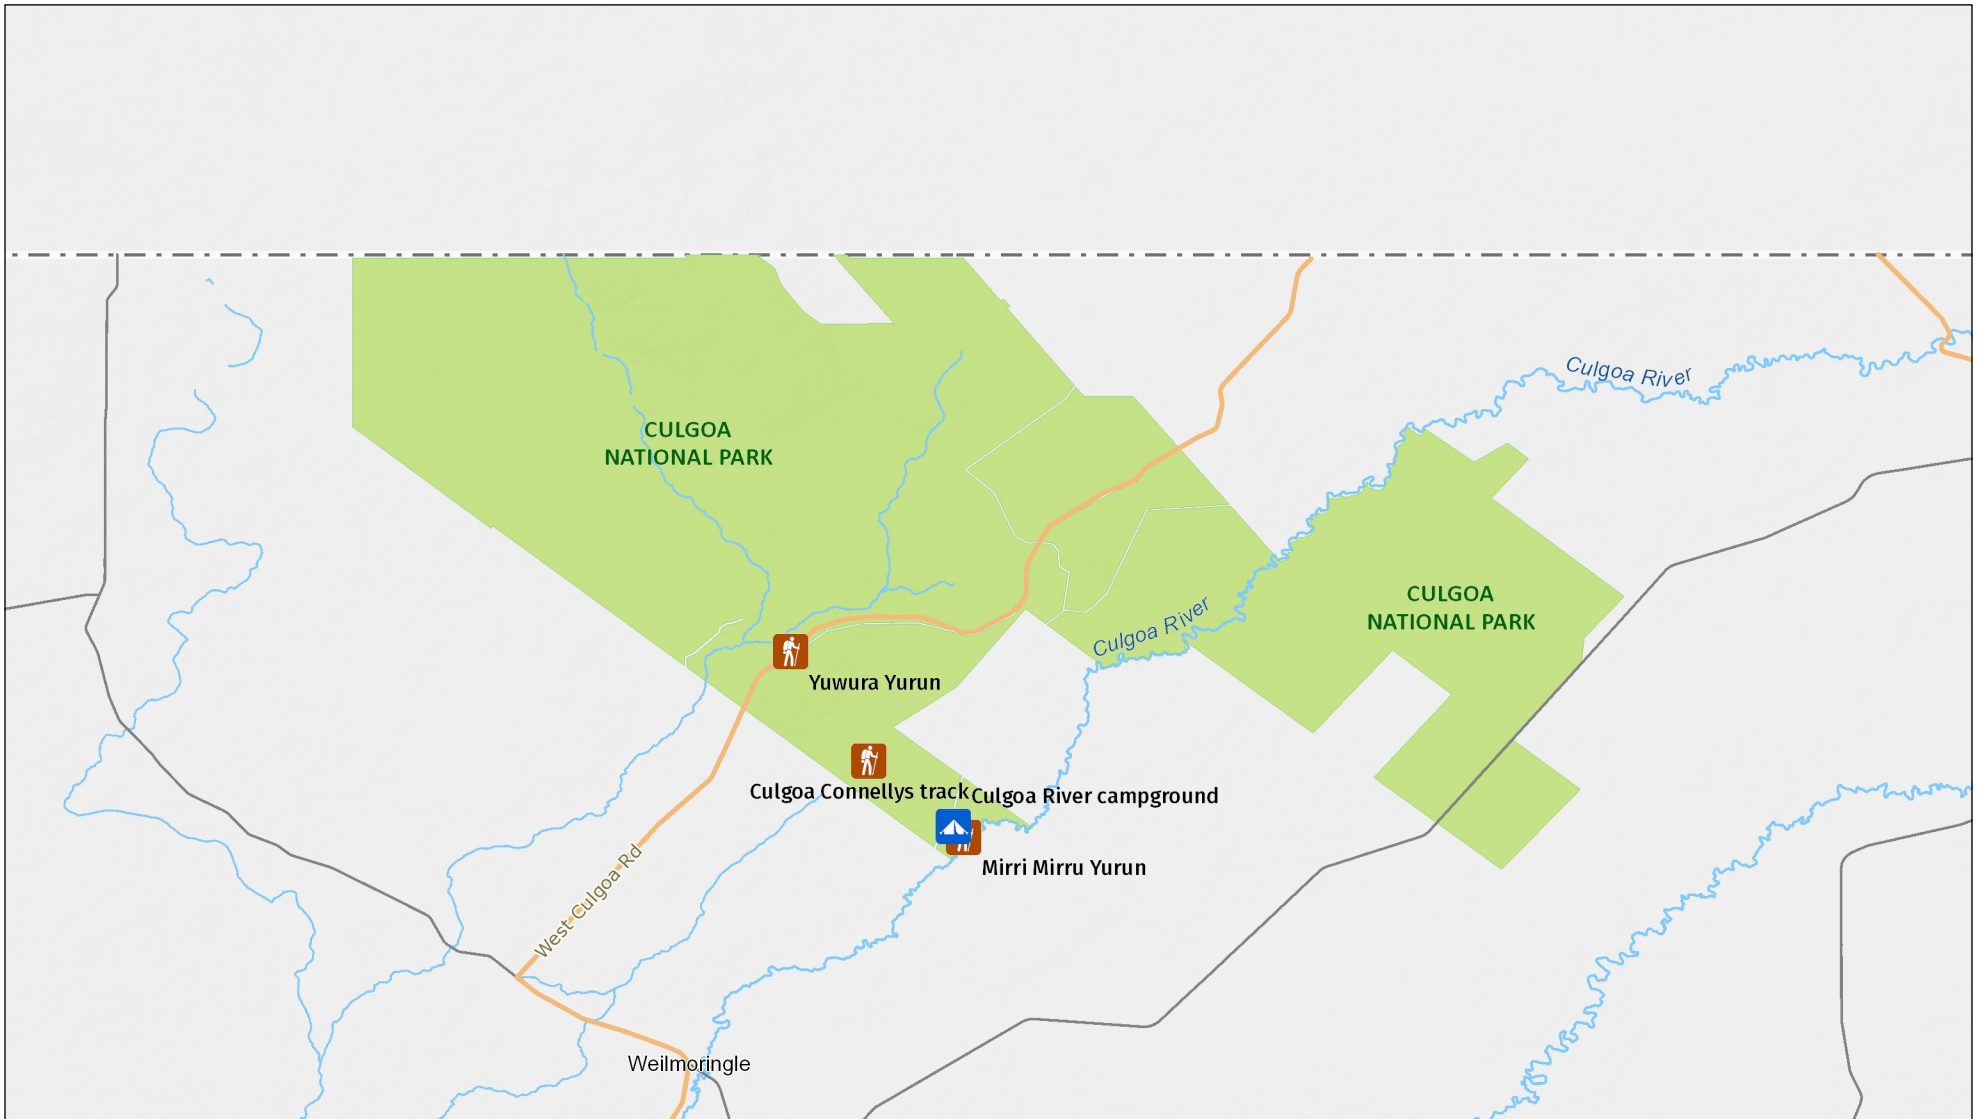 Culgoa River
CULGOA
NATIONAL PARK
CULGOA
NATIONAL PARK
Culgoa River
Yuwura Yurun
Culgoa Connellys track
Culgoa River campground
Mirri Mirru Yurun
West Culgoa Rd
Weilmoringle